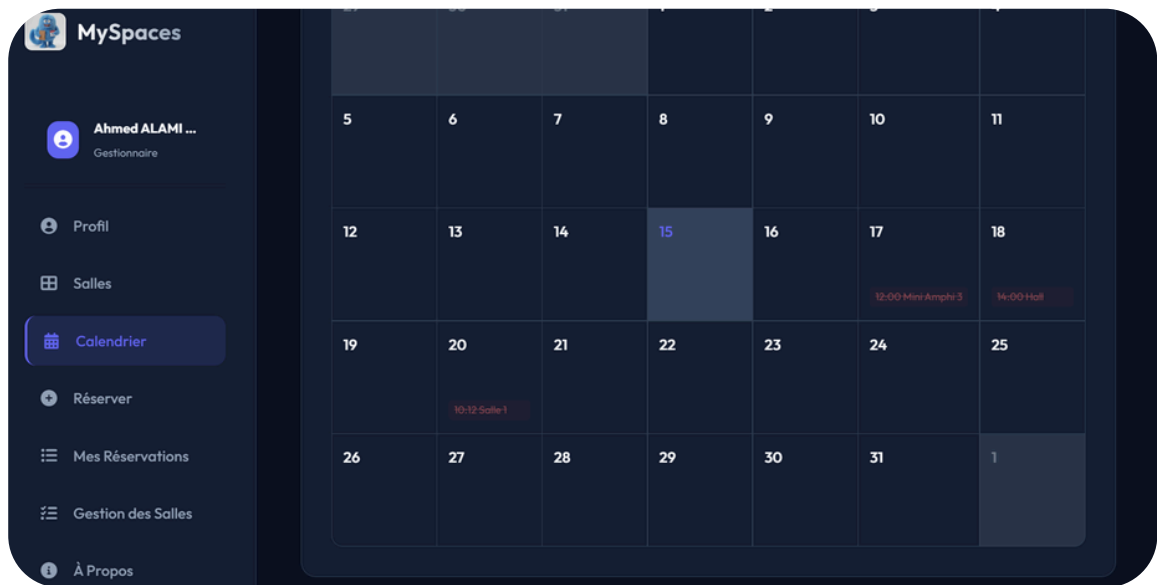 MySpaces
Ahmed ALAMI ...
Gestionnaire
Profil
Salles
Calendrier
Réserver
Mes Réservations
Gestion des Salles
À Propos
5 6 7 8 9 10 11
12 13 14 15 16 17 18
12:00 Mini Amphi 3 14:00 Hall
19 20 21 22 23 24 25
10:12 Salle 1
26 27 28 29 30 31 1